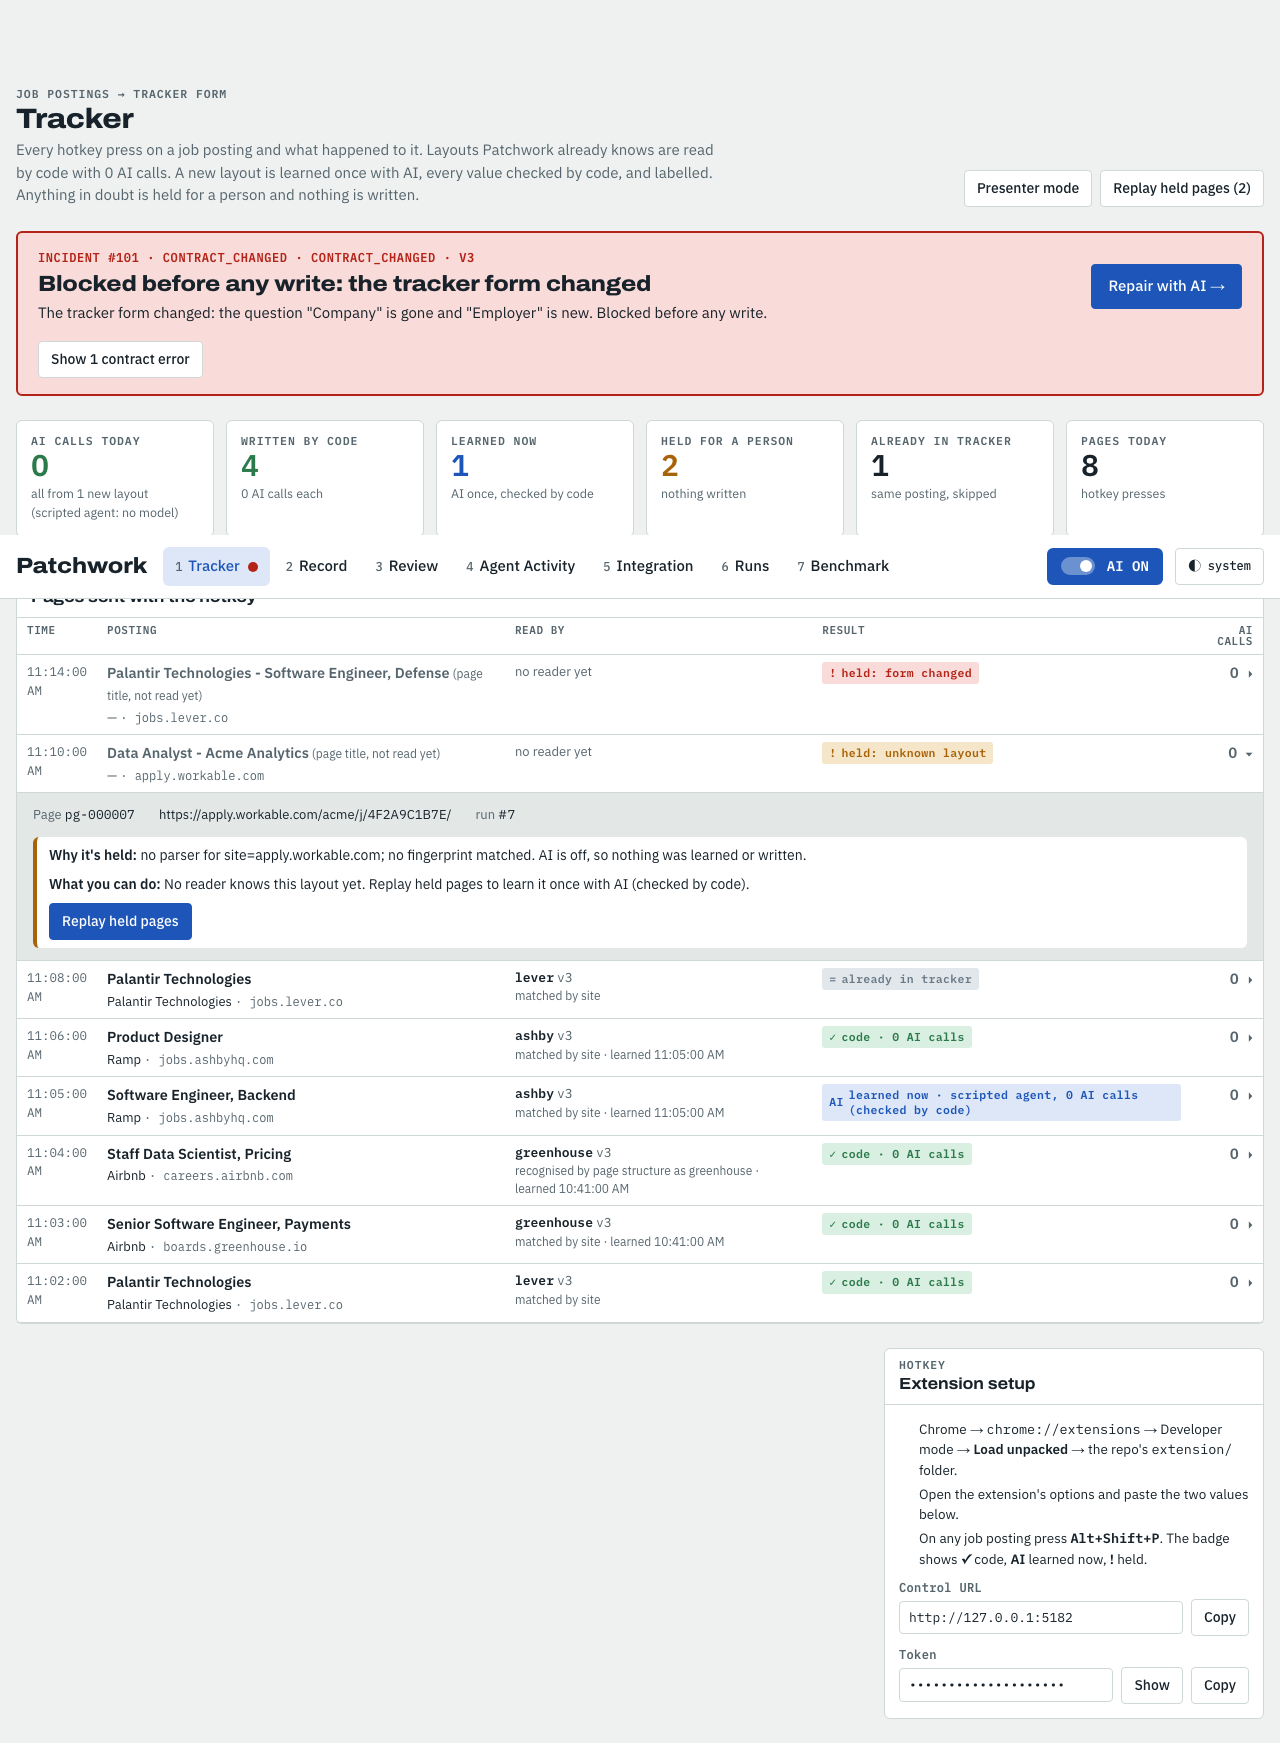 JOB POSTINGS → TRACKER FORM
Tracker
Every hotkey press on a job posting and what happened to it. Layouts Patchwork already knows are read
by code with 0 AI calls. A new layout is learned once with AI, every value checked by code, and labelled.
Anything in doubt is held for a person and nothing is written.
Presenter mode
Replay held pages (2)
INCIDENT #101 · CONTRACT_CHANGED · CONTRACT_CHANGED · V3
Blocked before any write: the tracker form changed
The tracker form changed: the question "Company" is gone and "Employer" is new. Blocked before any write.
Repair with AI →
Show 1 contract error
AI CALLS TODAY
0
all from 1 new layout
(scripted agent: no model)
WRITTEN BY CODE
4
0 AI calls each
LEARNED NOW
1
AI once, checked by code
HELD FOR A PERSON
2
nothing written
ALREADY IN TRACKER
1
same posting, skipped
PAGES TODAY
8
hotkey presses
Patchwork
1 Tracker
2 Record
3 Review
4 Agent Activity
5 Integration
6 Runs
7 Benchmark
AI ON
system
Pages sent with the hotkey
TIME POSTING READ BY RESULT AI
CALLS
11:14:00
AM
Palantir Technologies - Software Engineer, Defense (page
title, not read yet)
— · jobs.lever.co
no reader yet
! held: form changed
0
11:10:00
AM
Data Analyst - Acme Analytics (page title, not read yet)
— · apply.workable.com
no reader yet
! held: unknown layout
0
Page pg-000007 https://apply.workable.com/acme/j/4F2A9C1B7E/ run #7
Why it's held: no parser for site=apply.workable.com; no fingerprint matched. AI is off, so nothing was learned or written.
What you can do: No reader knows this layout yet. Replay held pages to learn it once with AI (checked by code).
Replay held pages
11:08:00
AM
Palantir Technologies
Palantir Technologies · jobs.lever.co
lever v3
matched by site
= already in tracker
0
11:06:00
AM
Product Designer
Ramp · jobs.ashbyhq.com
ashby v3
matched by site · learned 11:05:00 AM
✓ code · 0 AI calls
0
11:05:00
AM
Software Engineer, Backend
Ramp · jobs.ashbyhq.com
ashby v3
matched by site · learned 11:05:00 AM
AI learned now · scripted agent, 0 AI calls
(checked by code)
0
11:04:00
AM
Staff Data Scientist, Pricing
Airbnb · careers.airbnb.com
greenhouse v3
recognised by page structure as greenhouse ·
learned 10:41:00 AM
✓ code · 0 AI calls
0
11:03:00
AM
Senior Software Engineer, Payments
Airbnb · boards.greenhouse.io
greenhouse v3
matched by site · learned 10:41:00 AM
✓ code · 0 AI calls
0
11:02:00
AM
Palantir Technologies
Palantir Technologies · jobs.lever.co
lever v3
matched by site
✓ code · 0 AI calls
0
HOTKEY
Extension setup
Chrome → chrome://extensions → Developer
mode → Load unpacked → the repo's extension/
folder.
Open the extension's options and paste the two values
below.
On any job posting press Alt+Shift+P. The badge
shows ✓ code, AI learned now, ! held.
Control URL
http://127.0.0.1:5182
Copy
Token
••••••••••••••••••••
Show
Copy